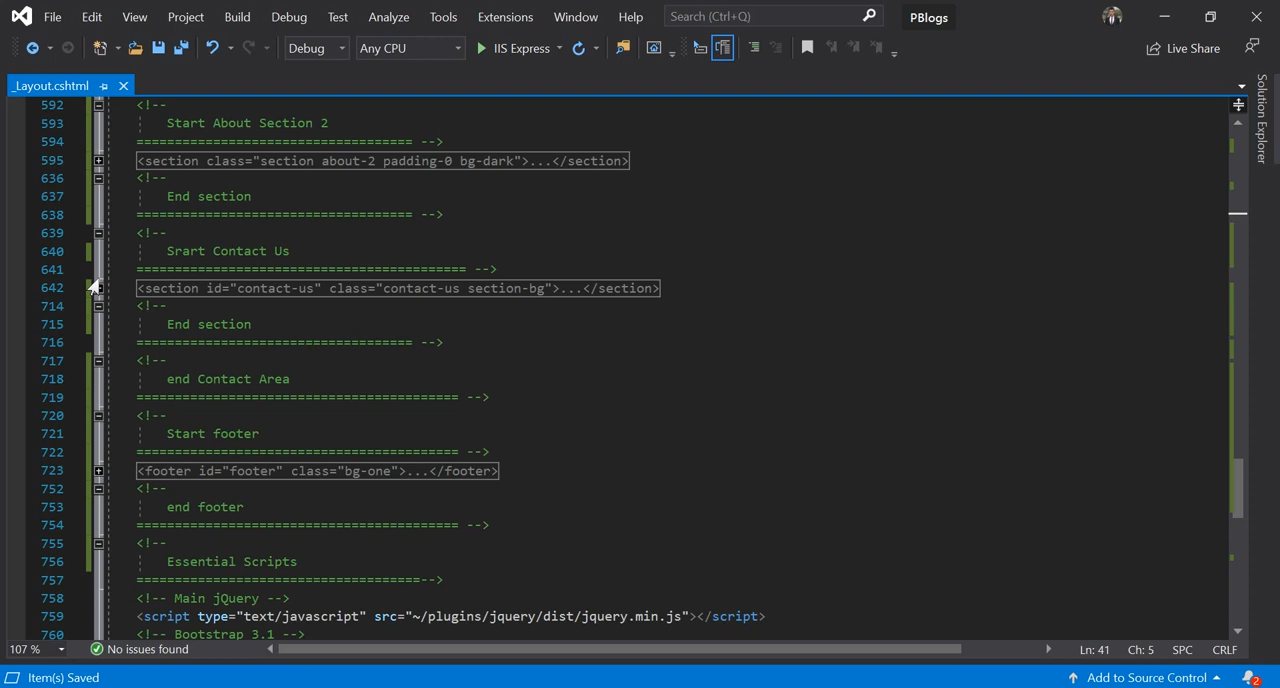 File Edit View Project Build Debug Test Analyze Tools Extensions Window Help Search (Ctrl+Q) PBlogs
Debug Any CPU IIS Express Live Share
_Layout.cshtml
592 <!--
593 Start About Section 2
594 ==================================== -->
595 <section class="section about-2 padding-0 bg-dark">...</section>
636 <!--
637 End section
638 ==================================== -->
639 <!--
640 Srart Contact Us
641 =========================================== -->
642 <section id="contact-us" class="contact-us section-bg">...</section>
714 <!--
715 End section
716 ==================================== -->
717 <!--
718 end Contact Area
719 ========================================== -->
720 <!--
721 Start footer
722 ========================================== -->
723 <footer id="footer" class="bg-one">...</footer>
752 <!--
753 end footer
754 ========================================== -->
755 <!--
756 Essential Scripts
757 =====================================-->
758 <!-- Main jQuery -->
759 <script type="text/javascript" src="~/plugins/jquery/dist/jquery.min.js"></script>
760 <!-- Bootstrap 3.1 -->
Solution Explorer
107 % No issues found Ln: 41 Ch: 5 SPC CRLF
Item(s) Saved Add to Source Control 2